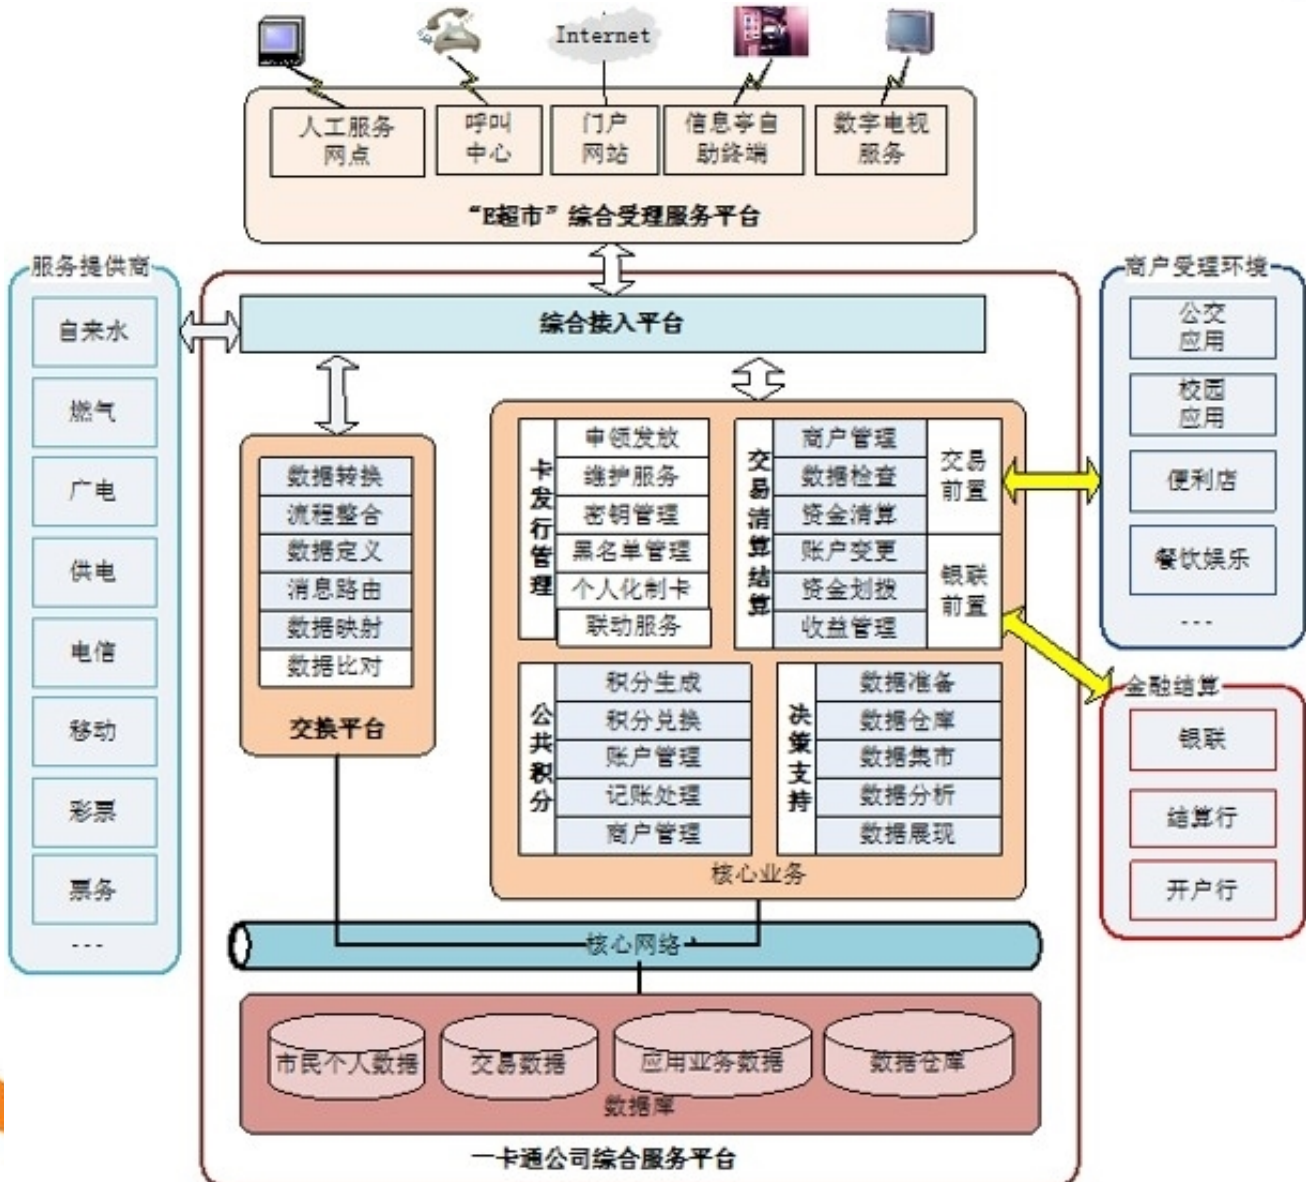 Internet
人工服务
网点
呼叫
中心
门户
网站
信息亭自
助终端
数字电视
服务
“E超市”综合受理服务平台
服务提供商
自来水
燃气
广电
供电
电信
移动
彩票
票务
---
综合接入平台
数据转换
流程整合
数据定义
消息路由
数据映射
数据比对
交换平台
卡发行管理
申领发放
维护服务
密钥管理
黑名单管理
个人化制卡
联动服务
交易清算结算
商户管理
数据检查
资金清算
账户变更
资金划拨
收益管理
交易
前置
银联
前置
公共积分
积分生成
积分兑换
账户管理
记账处理
商户管理
决策支持
数据准备
数据仓库
数据集市
数据分析
数据展现
核心业务
商户受理环境
公交
应用
校园
应用
便利店
餐饮娱乐
---
金融结算
银联
结算行
开户行
核心网络
市民个人数据
交易数据
应用业务数据
数据仓库
数据库
一卡通公司综合服务平台